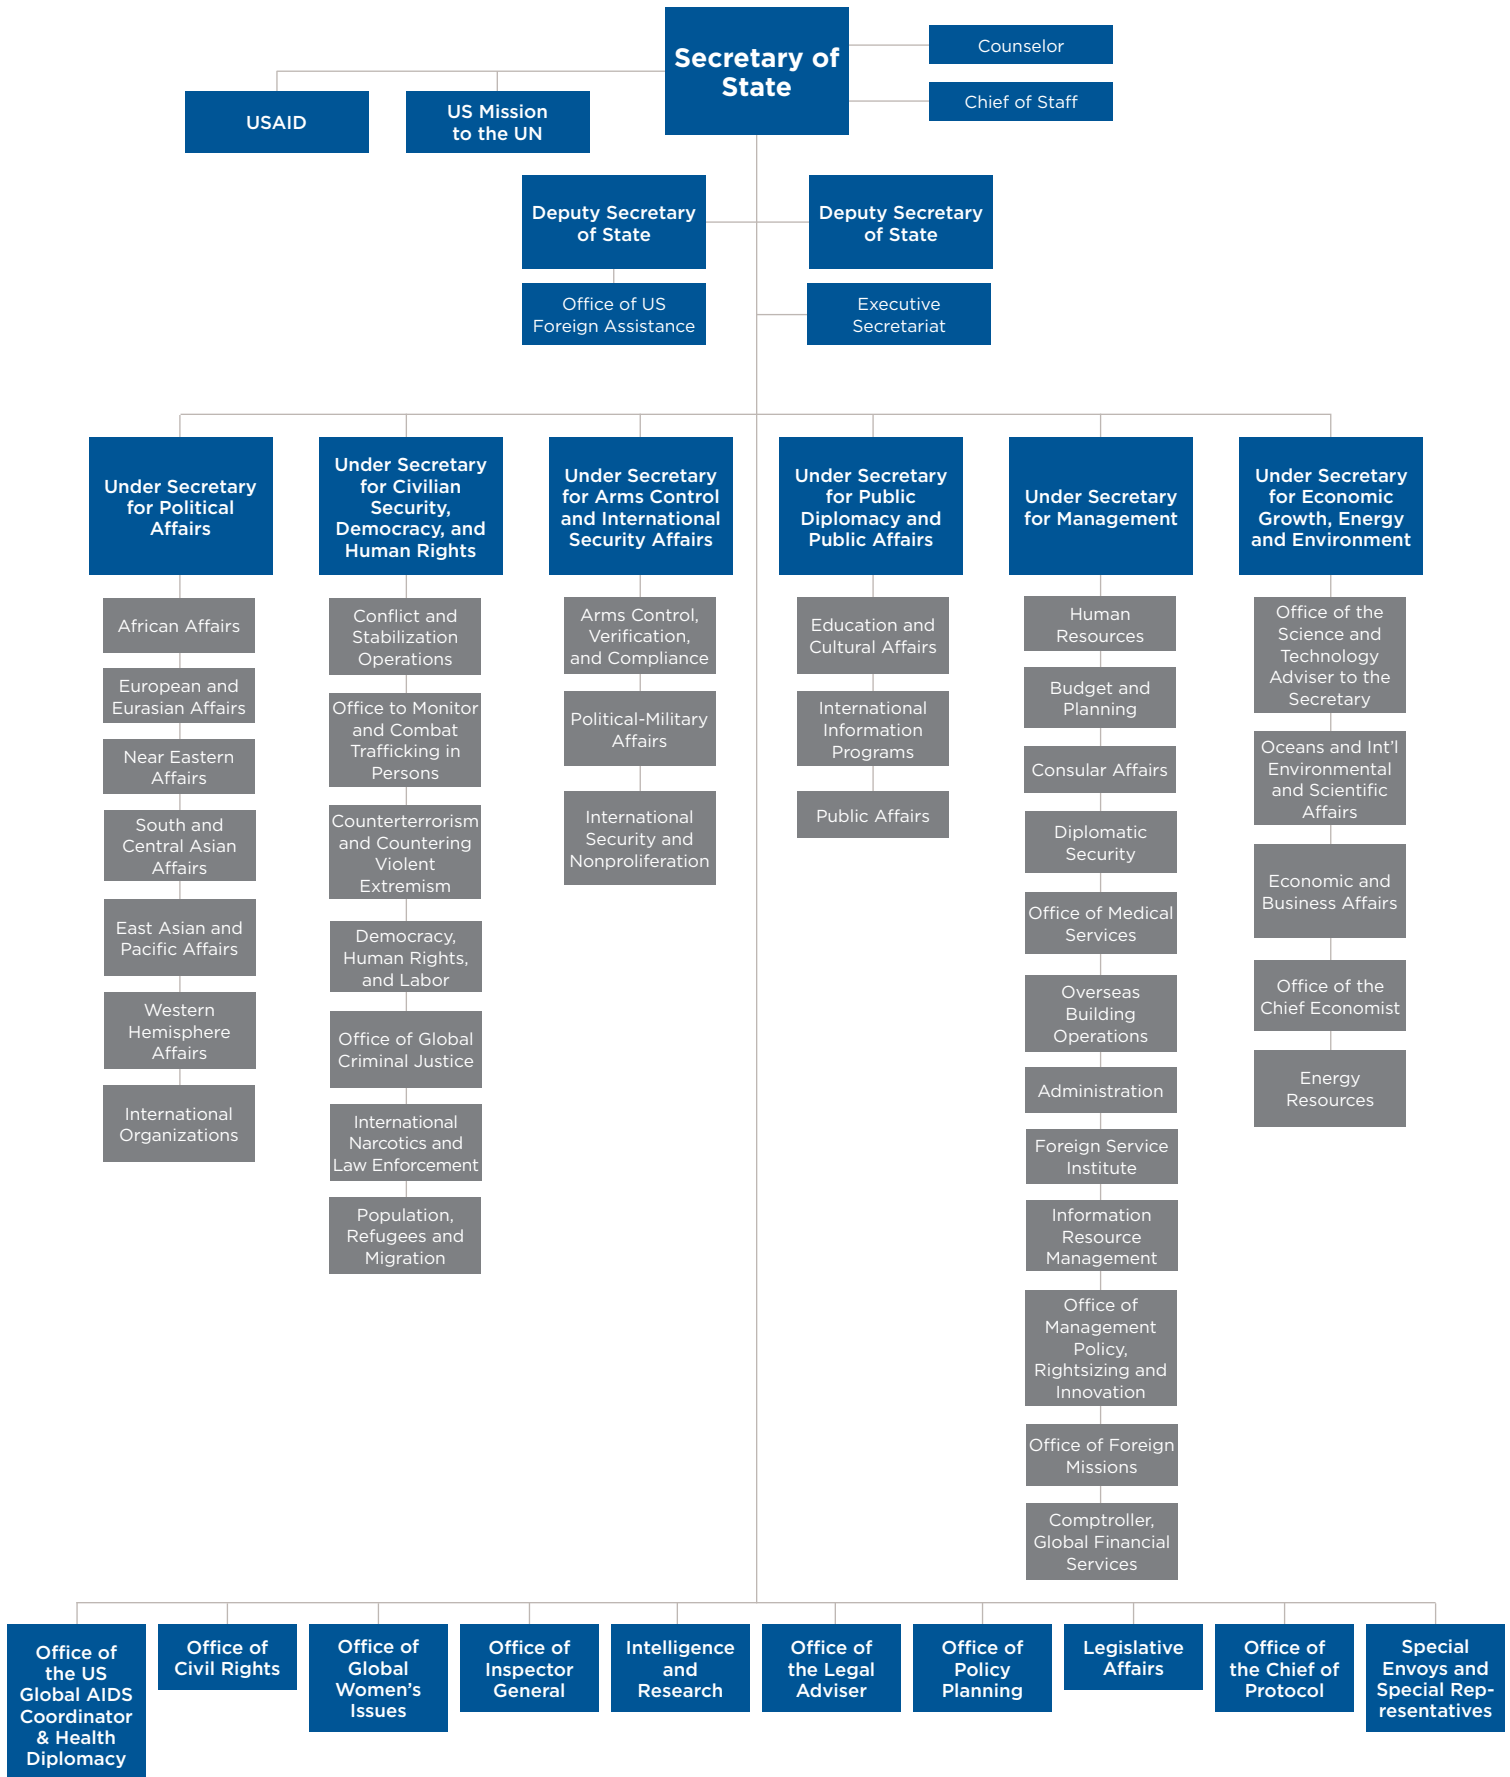 Secretary of
State
Counselor
Chief of Staff
USAID
US Mission
to the UN
Deputy Secretary
of State
Deputy Secretary
of State
Office of US
Foreign Assistance
Executive
Secretariat
Under Secretary
for Political
Affairs
African Affairs
European and
Eurasian Affairs
Near Eastern
Affairs
South and
Central Asian
Affairs
East Asian and
Pacific Affairs
Western
Hemisphere
Affairs
International
Organizations
Under Secretary
for Civilian
Security,
Democracy, and
Human Rights
Conflict and
Stabilization
Operations
Office to Monitor
and Combat
Trafficking in
Persons
Counterterrorism
and Countering
Violent
Extremism
Democracy,
Human Rights,
and Labor
Office of Global
Criminal Justice
International
Narcotics and
Law Enforcement
Population,
Refugees and
Migration
Under Secretary
for Arms Control
and International
Security Affairs
Arms Control,
Verification,
and Compliance
Political-Military
Affairs
International
Security and
Nonproliferation
Under Secretary
for Public
Diplomacy and
Public Affairs
Education and
Cultural Affairs
International
Information
Programs
Public Affairs
Under Secretary
for Management
Human
Resources
Budget and
Planning
Consular Affairs
Diplomatic
Security
Office of Medical
Services
Overseas
Building
Operations
Administration
Foreign Service
Institute
Information
Resource
Management
Office of
Management
Policy,
Rightsizing and
Innovation
Office of Foreign
Missions
Comptroller,
Global Financial
Services
Under Secretary
for Economic
Growth, Energy
and Environment
Office of the
Science and
Technology
Adviser to the
Secretary
Oceans and Int’l
Environmental
and Scientific
Affairs
Economic and
Business Affairs
Office of the
Chief Economist
Energy
Resources
Office of
the US
Global AIDS
Coordinator
& Health
Diplomacy
Office of
Civil Rights
Office of
Global
Women’s
Issues
Office of
Inspector
General
Intelligence
and
Research
Office of
the Legal
Adviser
Office of
Policy
Planning
Legislative
Affairs
Office of
the Chief of
Protocol
Special
Envoys and
Special Rep-
resentatives